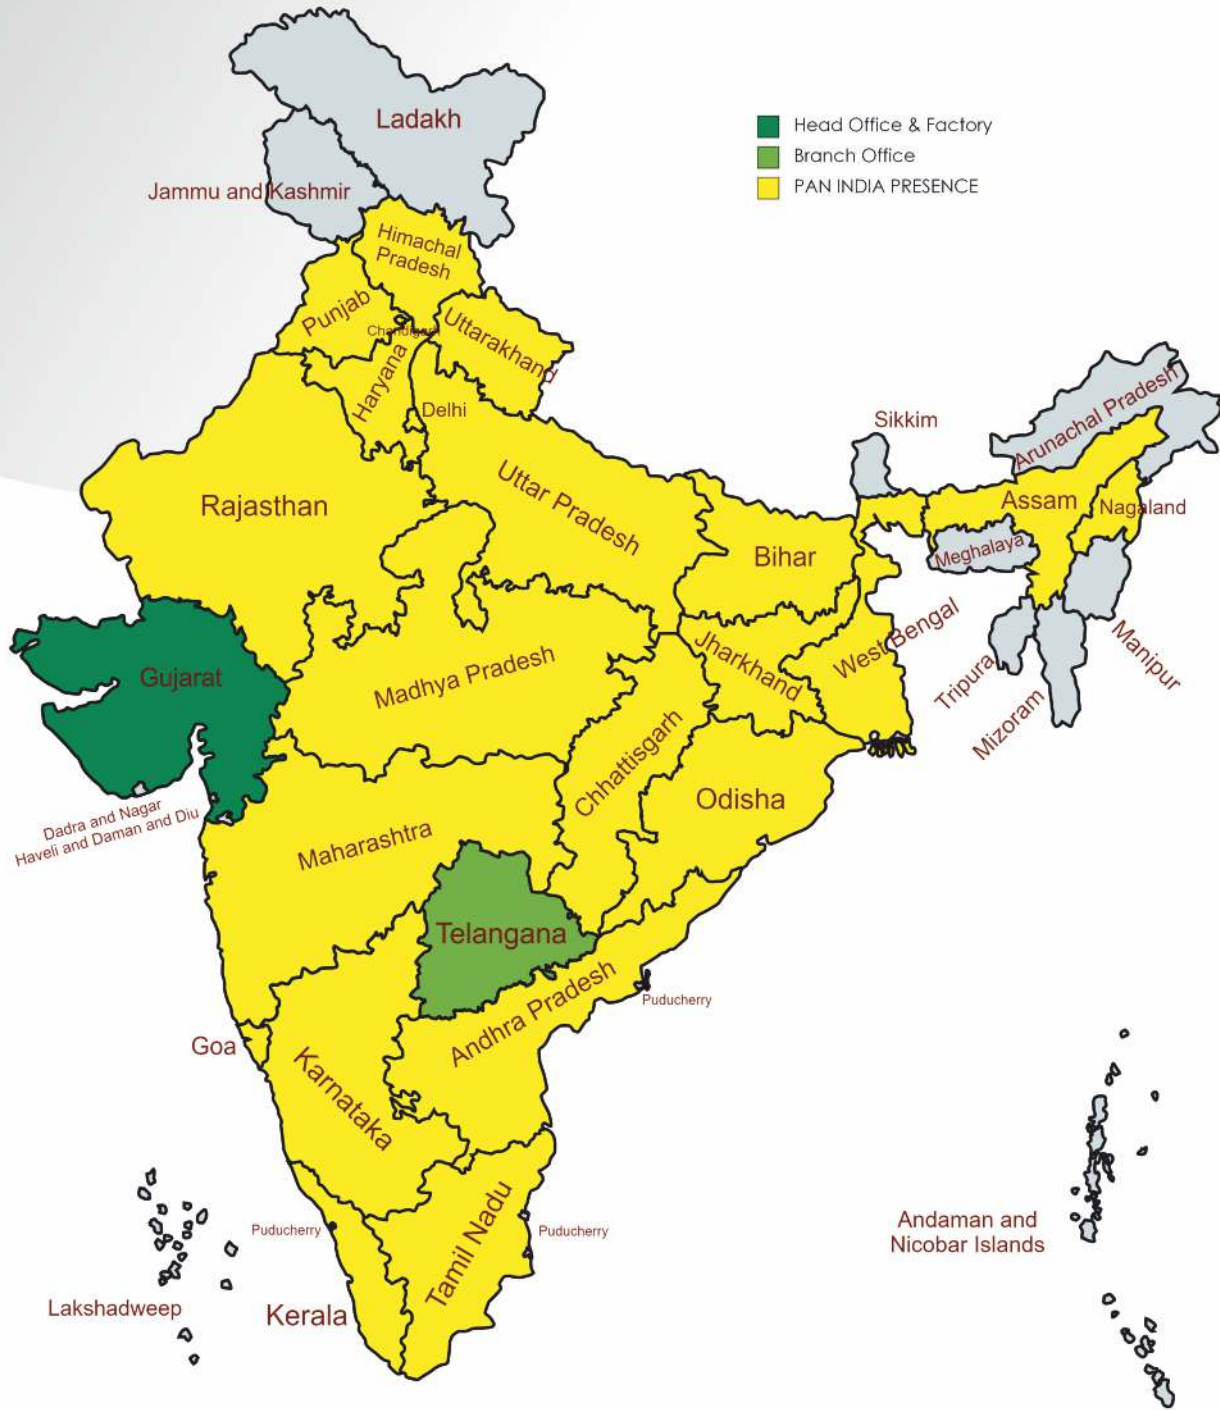 Ladakh
Head Office & Factory
Branch Office
PAN INDIA PRESENCE
Jammu and Kashmir
Himachal
Pradesh
Punjab
Chandigarh
Uttarakhand
Haryana
Delhi
Sikkim
Arunachal Pradesh
Rajasthan
Uttar Pradesh
Assam
Nagaland
Bihar
Meghalaya
Gujarat
Madhya Pradesh
Jharkhand
West Bengal
Tripura
Manipur
Mizoram
Chhattisgarh
Odisha
Dadra and Nagar
Haveli and Daman and Diu
Maharashtra
Telangana
Andhra Pradesh
Puducherry
Goa
Karnataka
Puducherry
Tamil Nadu
Puducherry
Andaman and
Nicobar Islands
Lakshadweep
Kerala